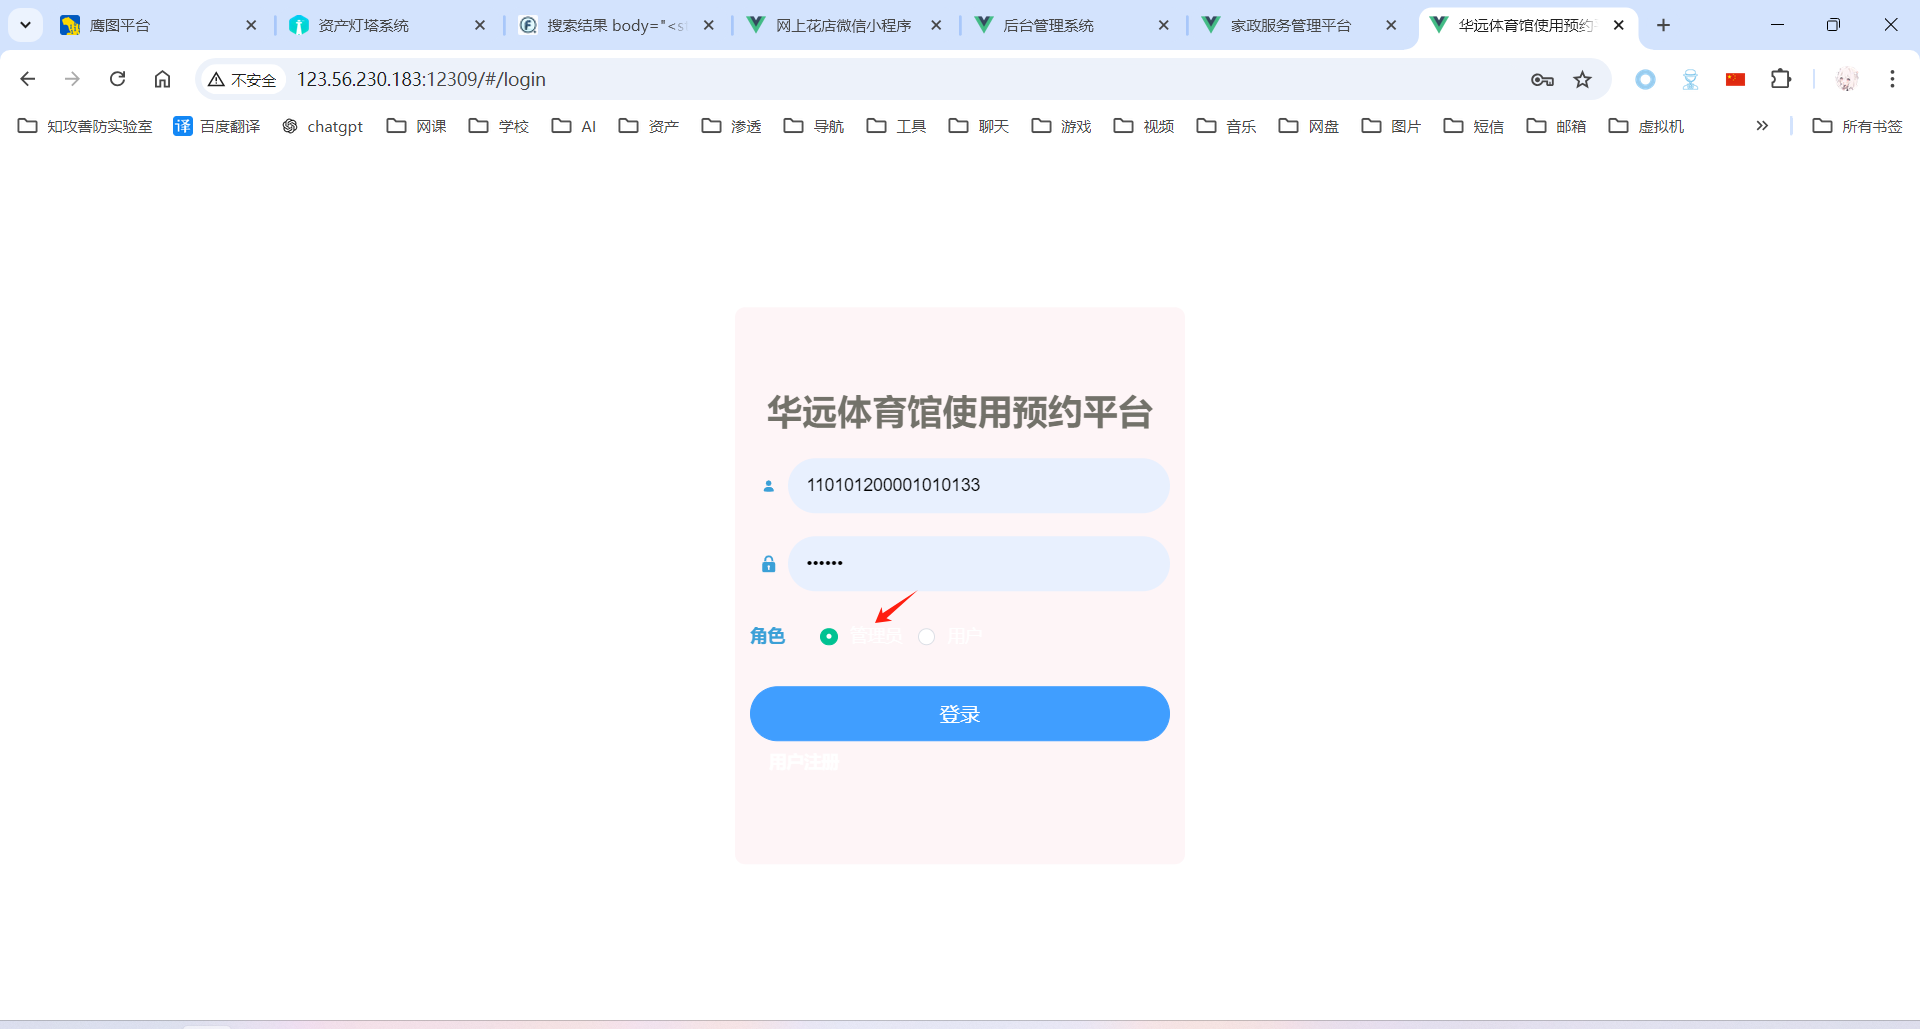 鹰图平台
资产灯塔系统
搜索结果 body="<s
网上花店微信小程序
后台管理系统
家政服务管理平台
华远体育馆使用预约
不安全
123.56.230.183:12309/#/login
知攻善防实验室
译
百度翻译
chatgpt
网课
学校
AI
资产
渗透
导航
工具
聊天
游戏
视频
音乐
网盘
图片
短信
邮箱
虚拟机
所有书签
华远体育馆使用预约平台
110101200001010133
••••••
角色
管理员
用户
登录
用户注册